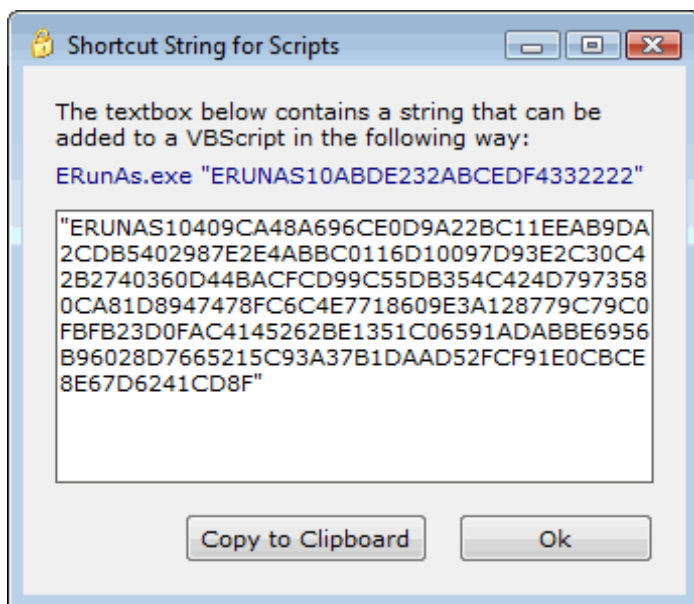 Shortcut String for Scripts
The textbox below contains a string that can be
added to a VBScript in the following way:
ERunAs.exe "ERUNAS10ABDE232ABCEDF4332222"
"ERUNAS10409CA48A696CE0D9A22BC11EEAB9DA
2CDB5402987E2E4ABBC0116D10097D93E2C30C4
2B2740360D44BACFCD99C55DB354C424D797358
0CA81D8947478FC6C4E7718609E3A128779C79C0
FBFB23D0FAC4145262BE1351C06591ADABBE6956
B96028D7665215C93A37B1DAAD52FCF91E0CBCE
8E67D6241CD8F"
Copy to Clipboard
Ok